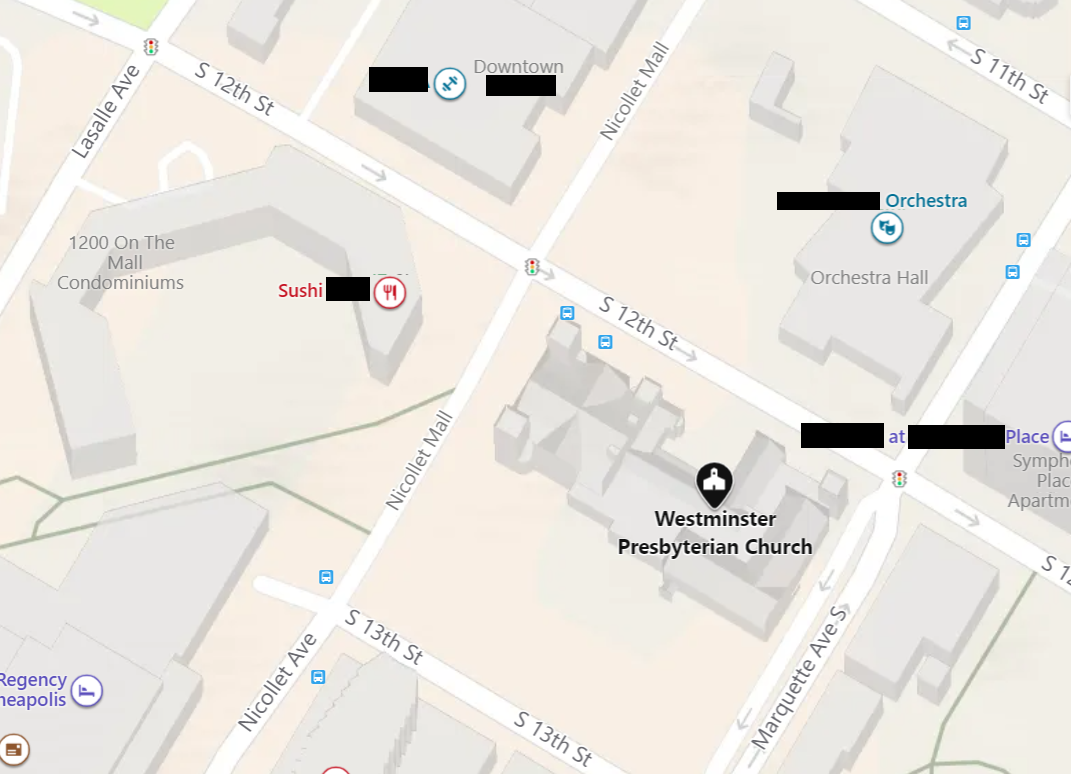 S 11th St
Lasalle Ave
S 12th St
Downtown
Nicollet Mall
Orchestra
1200 On The
Mall
Condominiums
Orchestra Hall
Sushi
S 12th St
at
Place
Symph
Plac
Apartm
Nicollet Mall
Westminster
Presbyterian Church
S 12
S 13th St
Marquette Ave S
Nicollet Ave
Regency
neapolis
S 13th St